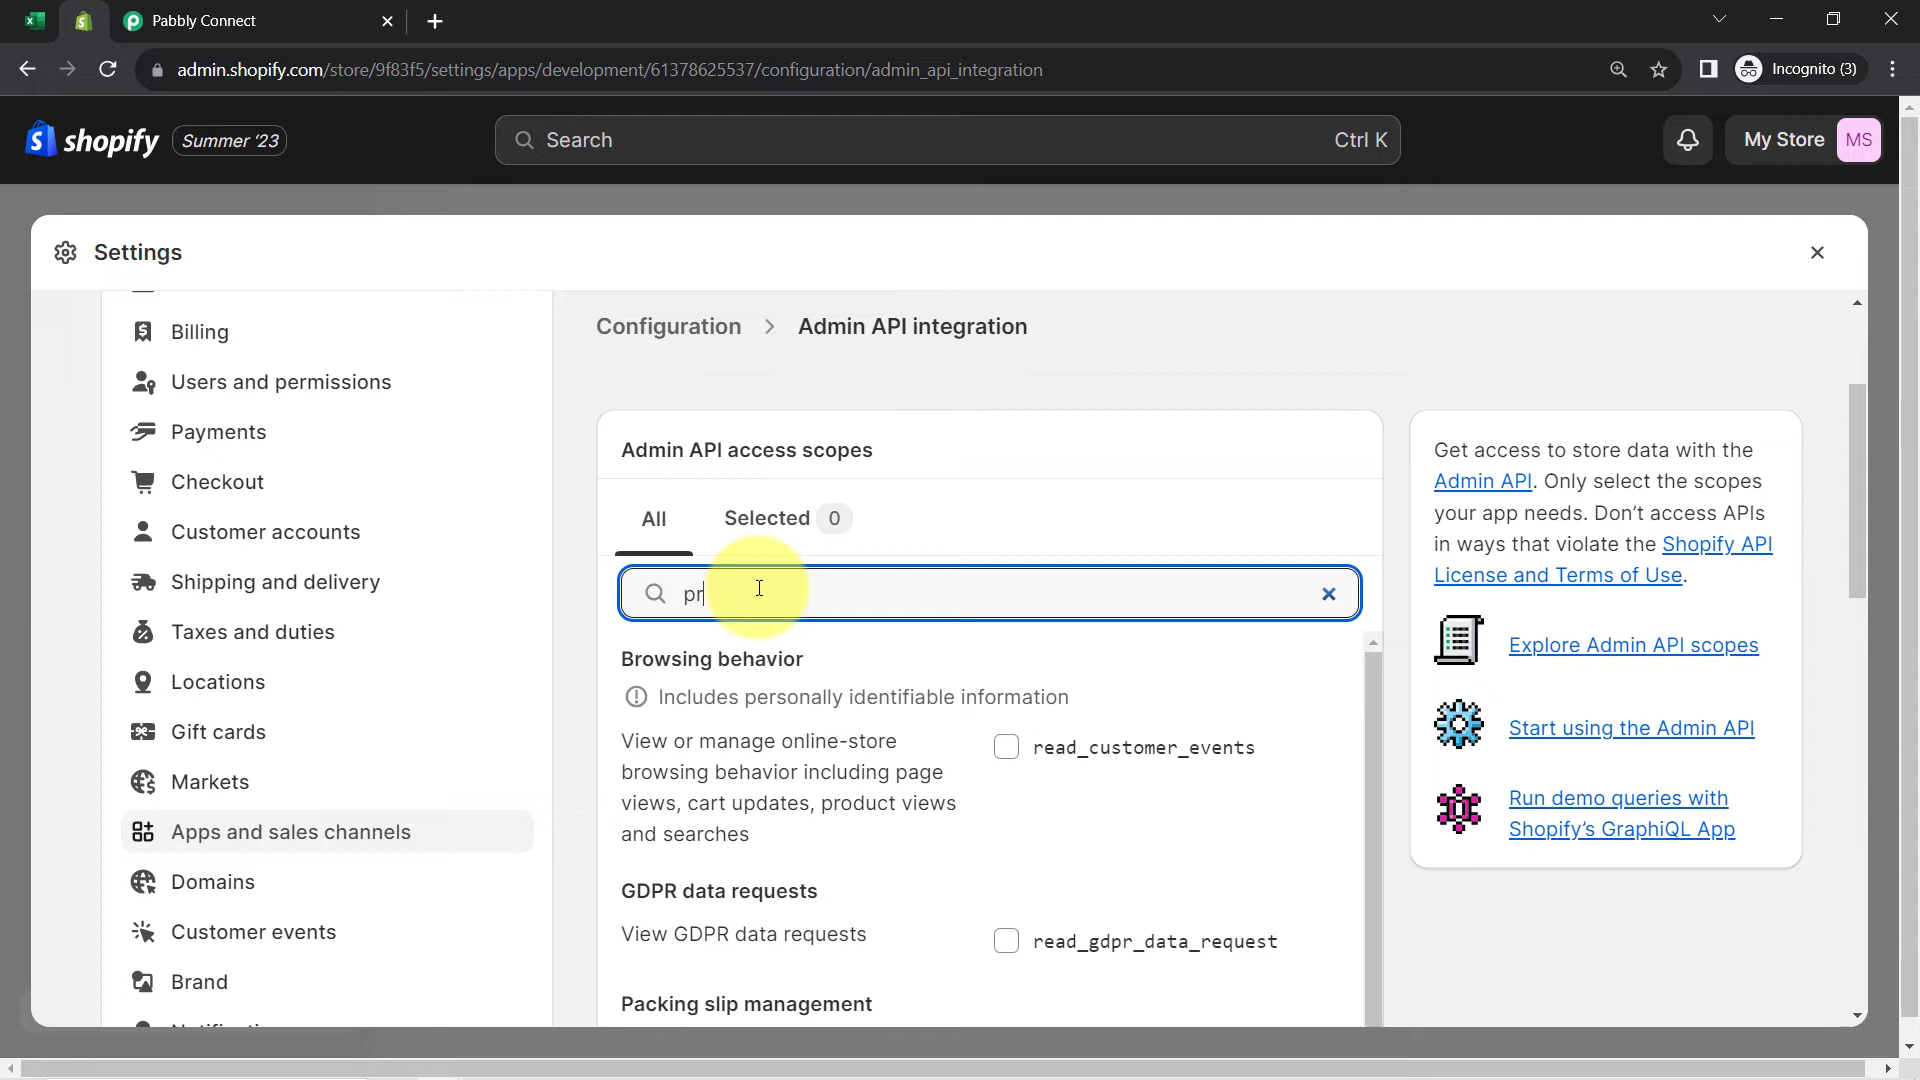 Pabbly Connect
admin.shopify.com/store/9f83f5/settings/apps/development/61378625537/configuration/admin_api_integration
Incognito (3)
shopify
Summer '23
Search
Ctrl K
My Store
MS
Settings
Billing
Users and permissions
Payments
Checkout
Customer accounts
Shipping and delivery
Taxes and duties
Locations
Gift cards
Markets
Apps and sales channels
Domains
Customer events
Brand
Configuration > Admin API integration
Admin API access scopes
All
Selected 0
pr
Browsing behavior
Includes personally identifiable information
View or manage online-store
browsing behavior including page
views, cart updates, product views
and searches
read_customer_events
GDPR data requests
View GDPR data requests
read_gdpr_data_request
Packing slip management
Get access to store data with the
Admin API. Only select the scopes
your app needs. Don't access APIs
in ways that violate the Shopify API
License and Terms of Use.
Explore Admin API scopes
Start using the Admin API
Run demo queries with
Shopify's GraphiQL App